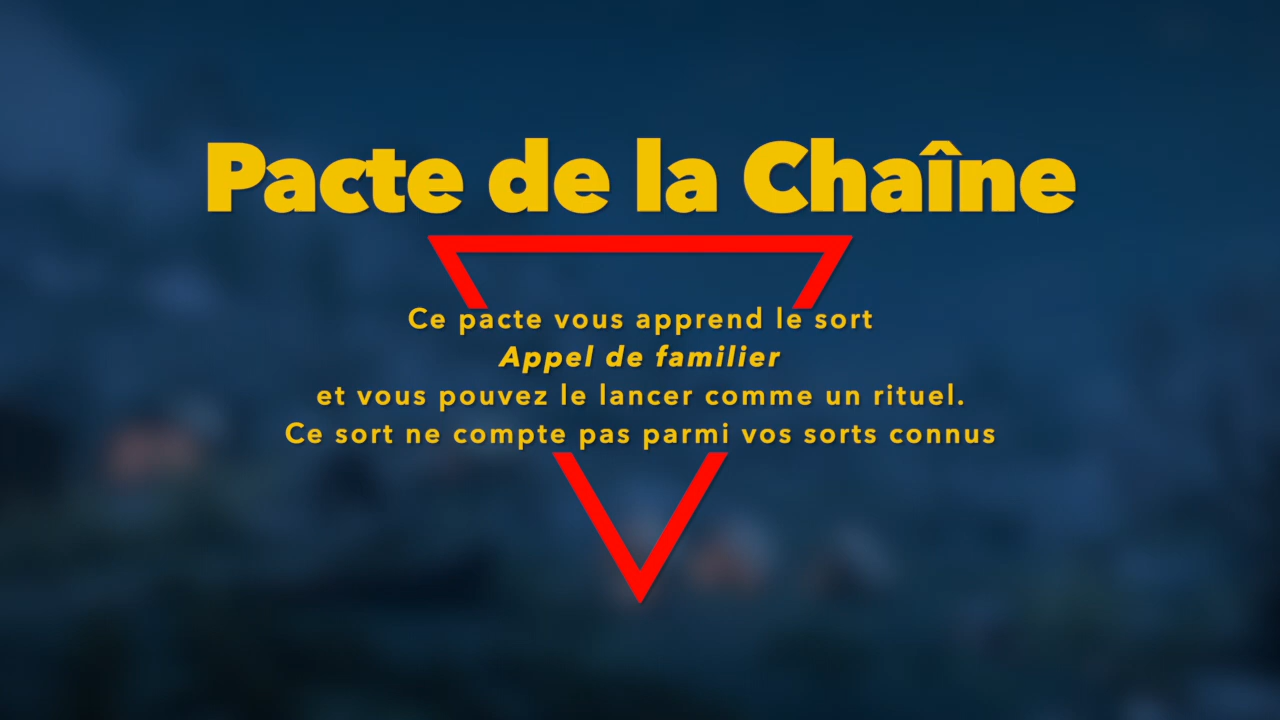 Pacte de la Chaîne
Ce pacte vous apprend le sort
Appel de familier
et vous pouvez le lancer comme un rituel.
Ce sort ne compte pas parmi vos sorts connus